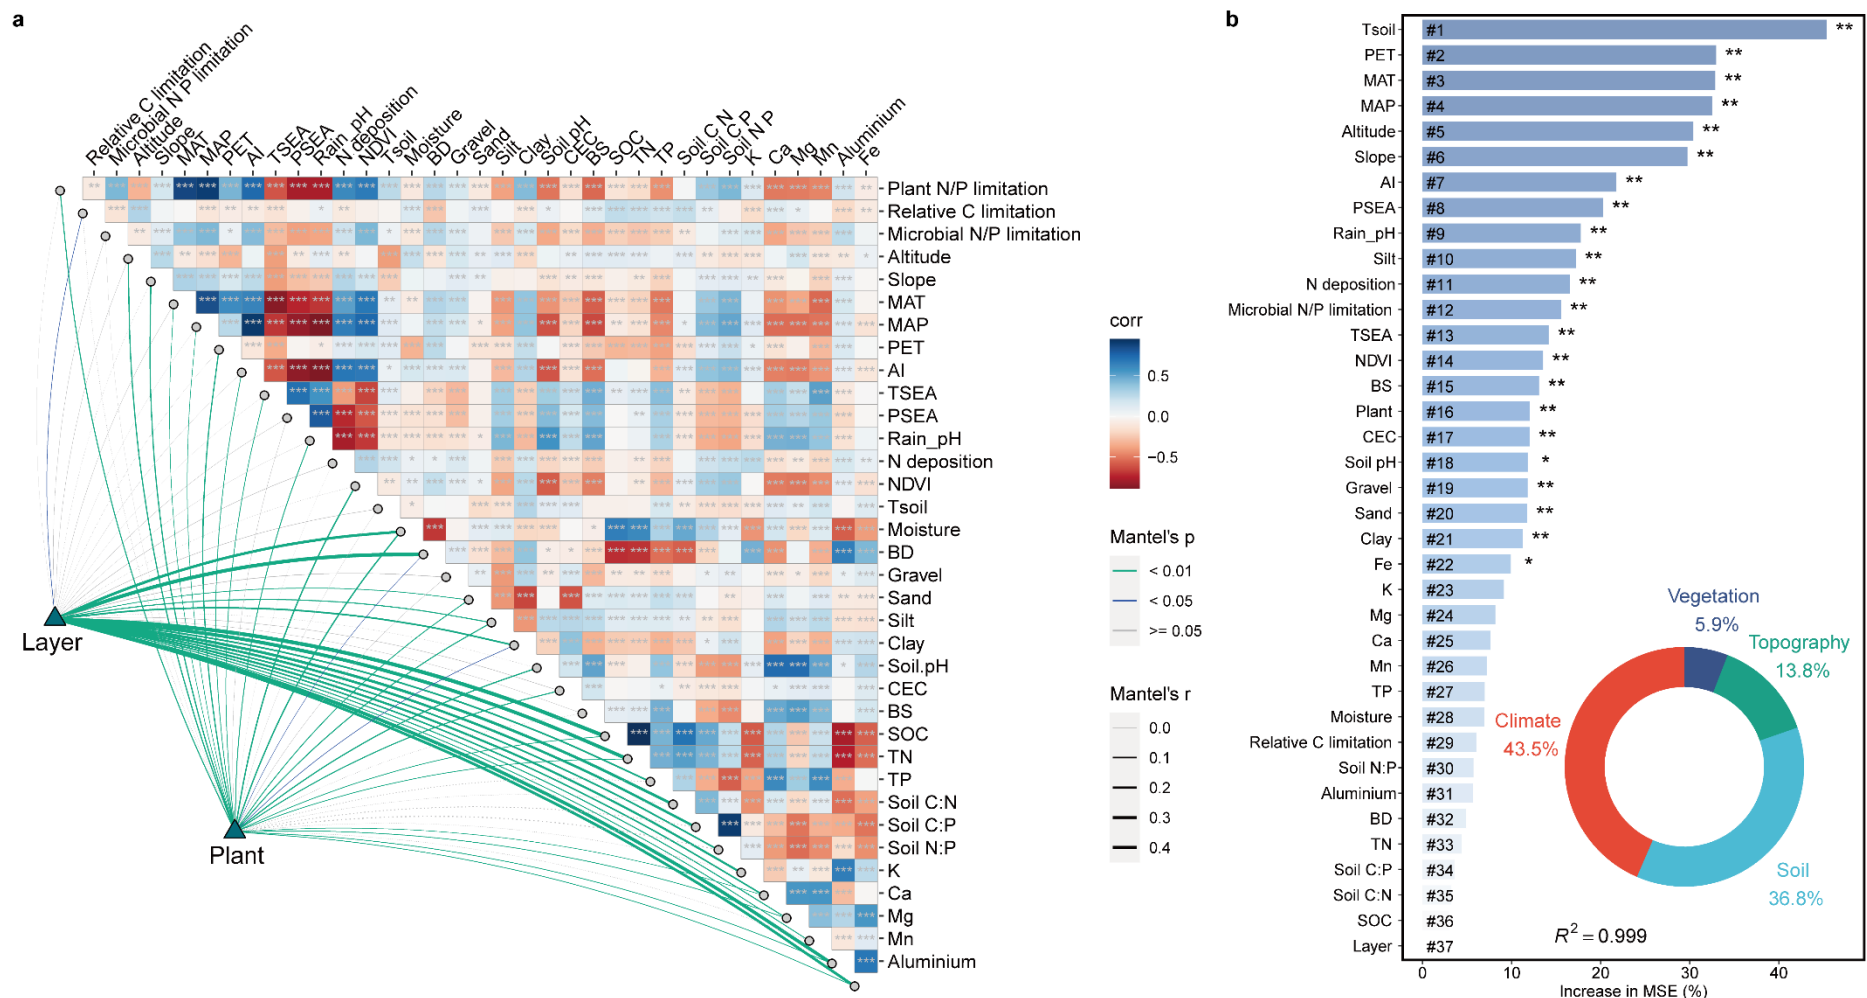 a
Relative C limitation
Microbial N P limitation
Altitude
Slope
MAT
MAP
PET
AI
TSEA
PSEA
Rain_pH
N deposition
NDVI
Tsoil
Moisture
BD
Gravel
Sand
Silt
Clay
Soil pH
CEC
BS
SOC
TN
TP
Soil C N
Soil C P
Soil N P
K
Ca
Mg
Mn
Aluminium
Fe
Plant N/P limitation
Relative C limitation
Microbial N/P limitation
Altitude
Slope
MAT
MAP
PET
AI
TSEA
PSEA
Rain_pH
N deposition
NDVI
Tsoil
Moisture
BD
Gravel
Sand
Silt
Clay
Soil.pH
CEC
BS
SOC
TN
TP
Soil C:N
Soil C:P
Soil N:P
K
Ca
Mg
Mn
Aluminium
Layer
Plant
corr
0.5
0.0
−0.5
Mantel's p
< 0.01
< 0.05
>= 0.05
Mantel's r
0.0
0.1
0.2
0.3
0.4
b
Tsoil #1 **
PET #2 **
MAT #3 **
MAP #4 **
Altitude #5 **
Slope #6 **
AI #7 **
PSEA #8 **
Rain_pH #9 **
Silt #10 **
N deposition #11 **
Microbial N/P limitation #12 **
TSEA #13 **
NDVI #14 **
BS #15 **
Plant #16 **
CEC #17 **
Soil pH #18 *
Gravel #19 **
Sand #20 **
Clay #21 **
Fe #22 *
K #23
Mg #24
Ca #25
Mn #26
TP #27
Moisture #28
Relative C limitation #29
Soil N:P #30
Aluminium #31
BD #32
TN #33
Soil C:P #34
Soil C:N #35
SOC #36
Layer #37
Vegetation
5.9%
Topography
13.8%
Climate
43.5%
Soil
36.8%
R² = 0.999
0 10 20 30 40
Increase in MSE (%)